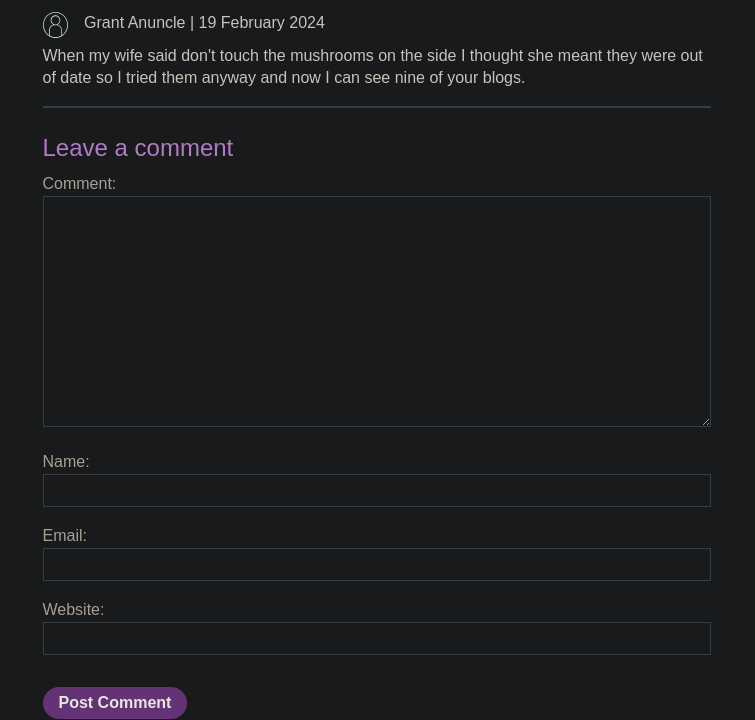 Grant Anuncle | 19 February 2024
When my wife said don't touch the mushrooms on the side I thought she meant they were out
of date so I tried them anyway and now I can see nine of your blogs.
Leave a comment
Comment:
Name:
Email:
Website:
Post Comment